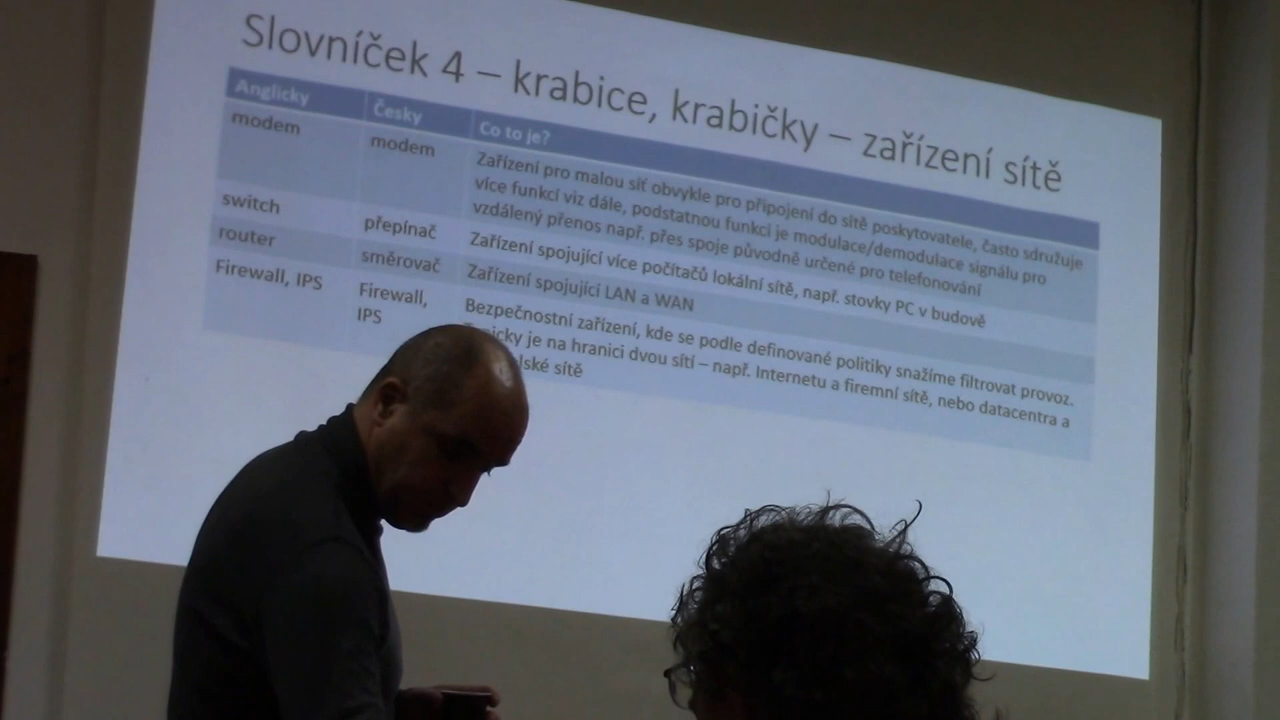 Slovníček 4 – krabice, krabičky – zařízení sítě
Anglicky Česky Co to je?
modem modem Zařízení pro malou síť obvykle pro připojení do sítě poskytovatele, často sdružuje
více funkcí viz dále, podstatnou funkcí je modulace/demodulace signálu pro
vzdálený přenos např. přes spoje původně určené pro telefonování
switch přepínač Zařízení spojující více počítačů lokální sítě, např. stovky PC v budově
router směrovač Zařízení spojující LAN a WAN
Firewall, IPS Firewall, Bezpečnostní zařízení, kde se podle definované politiky snažíme filtrovat provoz.
IPS je na hranici dvou sítí – např. Internetu a firemní sítě, nebo datacentra a
sítě